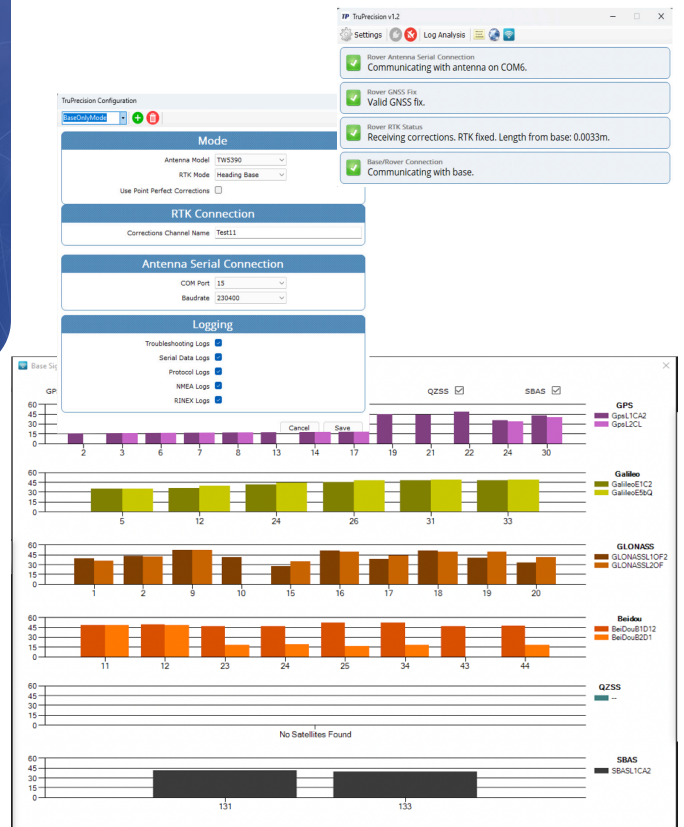 TP TruPrecision v1.2
Settings Log Analysis
Rover Antenna Serial Connection
Communicating with antenna on COM6.
Rover GNSS Fix
Valid GNSS fix.
Rover RTK Status
Receiving corrections. RTK fixed. Length from base: 0.0033m.
Base/Rover Connection
Communicating with base.
TruPrecision Configuration
BaseOnlyMode
Mode
Antenna Model TW5390
RTK Mode Heading Base
Use Point Perfect Corrections
RTK Connection
Corrections Channel Name Test11
Antenna Serial Connection
COM Port 15
Baudrate 230400
Logging
Troubleshooting Logs
Serial Data Logs
Protocol Logs
NMEA Logs
RINEX Logs
Cancel Save
Base Sig
GP
QZSS SBAS
GPS
GpsL1CA2
GpsL2CL
60
45
30
15
0
2 3 6 7 8 13 14 17 19 21 22 24 30
Galileo
GalileoE1C2
GalileoE5bQ
60
45
30
15
0
5 12 24 26 31 33
GLONASS
GLONASSL1OF2
GLONASSL2OF
60
45
30
15
0
1 2 9 10 15 16 17 18 19 20
Beidou
BeiDouB1D12
BeiDouB2D1
60
45
30
15
0
11 12 23 24 25 34 43 44
QZSS
--
60
45
30
15
0
No Satellites Found
SBAS
SBASL1CA2
60
45
30
15
0
131 133